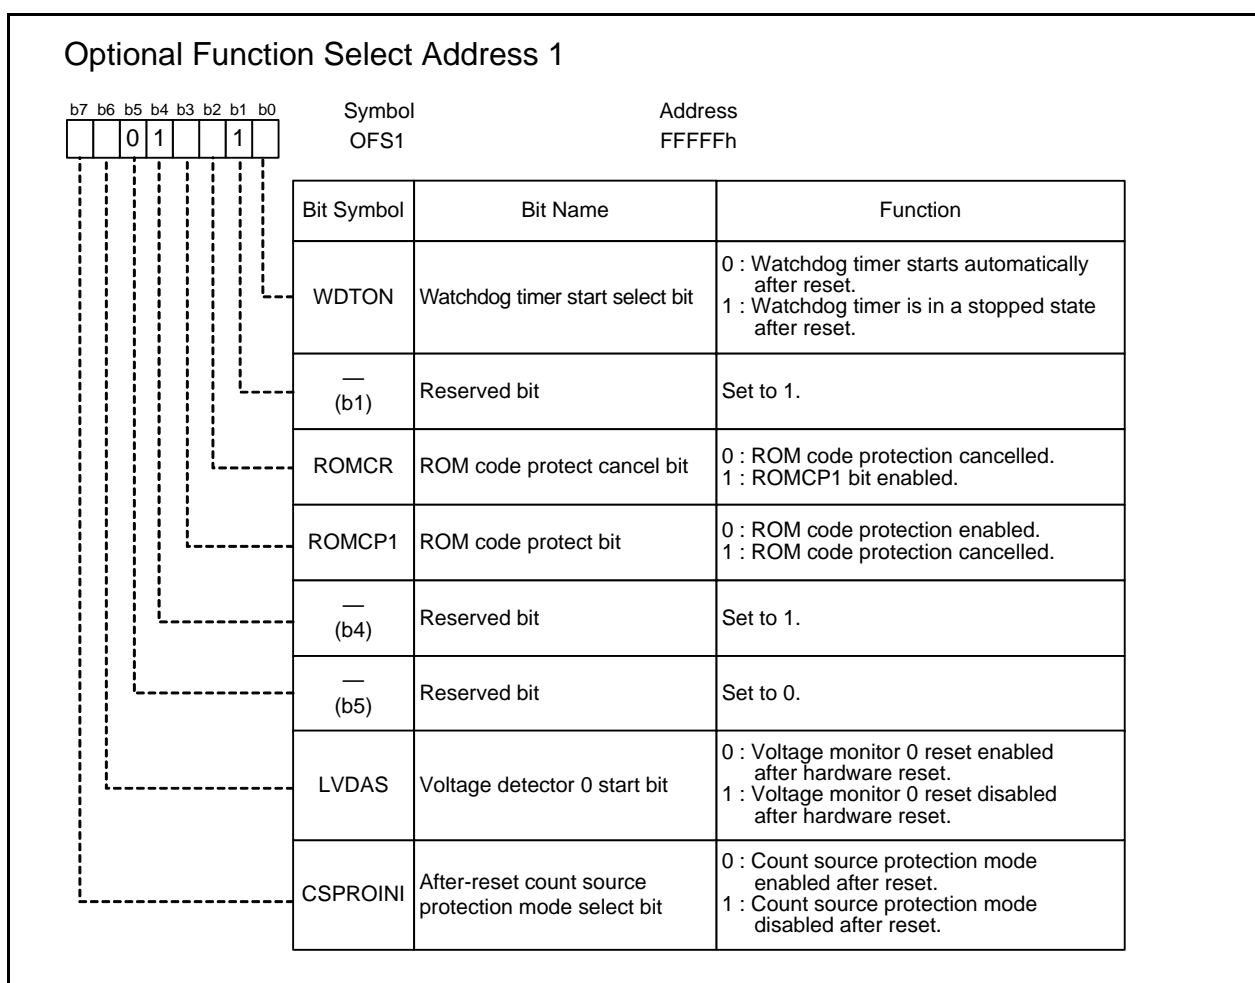 Optional Function Select Address 1
b7 b6 b5 b4 b3 b2 b1 b0
Symbol Address
0 1 1
OFS1 FFFFFh
Bit Symbol Bit Name Function
WDTON Watchdog timer start select bit
0 : Watchdog timer starts automatically
after reset.
1 : Watchdog timer is in a stopped state
after reset.
—
(b1)
Reserved bit Set to 1.
ROMCR ROM code protect cancel bit
0 : ROM code protection cancelled.
1 : ROMCP1 bit enabled.
ROMCP1 ROM code protect bit
0 : ROM code protection enabled.
1 : ROM code protection cancelled.
—
(b4)
Reserved bit Set to 1.
—
(b5)
Reserved bit Set to 0.
LVDAS Voltage detector 0 start bit
0 : Voltage monitor 0 reset enabled
after hardware reset.
1 : Voltage monitor 0 reset disabled
after hardware reset.
CSPROINI
After-reset count source
protection mode select bit
0 : Count source protection mode
enabled after reset.
1 : Count source protection mode
disabled after reset.